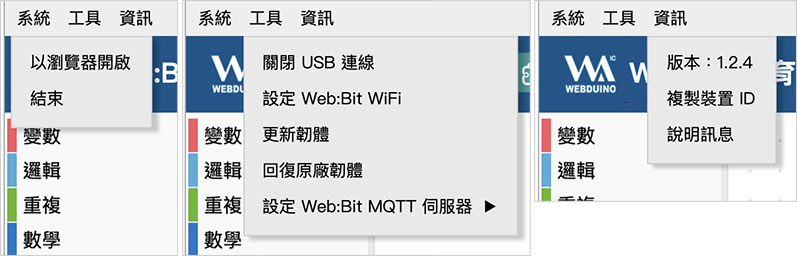 系統 工具 資訊
以瀏覽器開啟
結束
:B
變數
邏輯
重複
數學
系統 工具 資訊
WEBDUINO
關閉 USB 連線
設定 Web:Bit WiFi
更新韌體
回復原廠韌體
設定 Web:Bit MQTT 伺服器 ▶
變數
邏輯
重複
數學
系統 工具 資訊
WEBDUINO
W
育
版本：1.2.4
複製裝置 ID
說明訊息
變數
邏輯